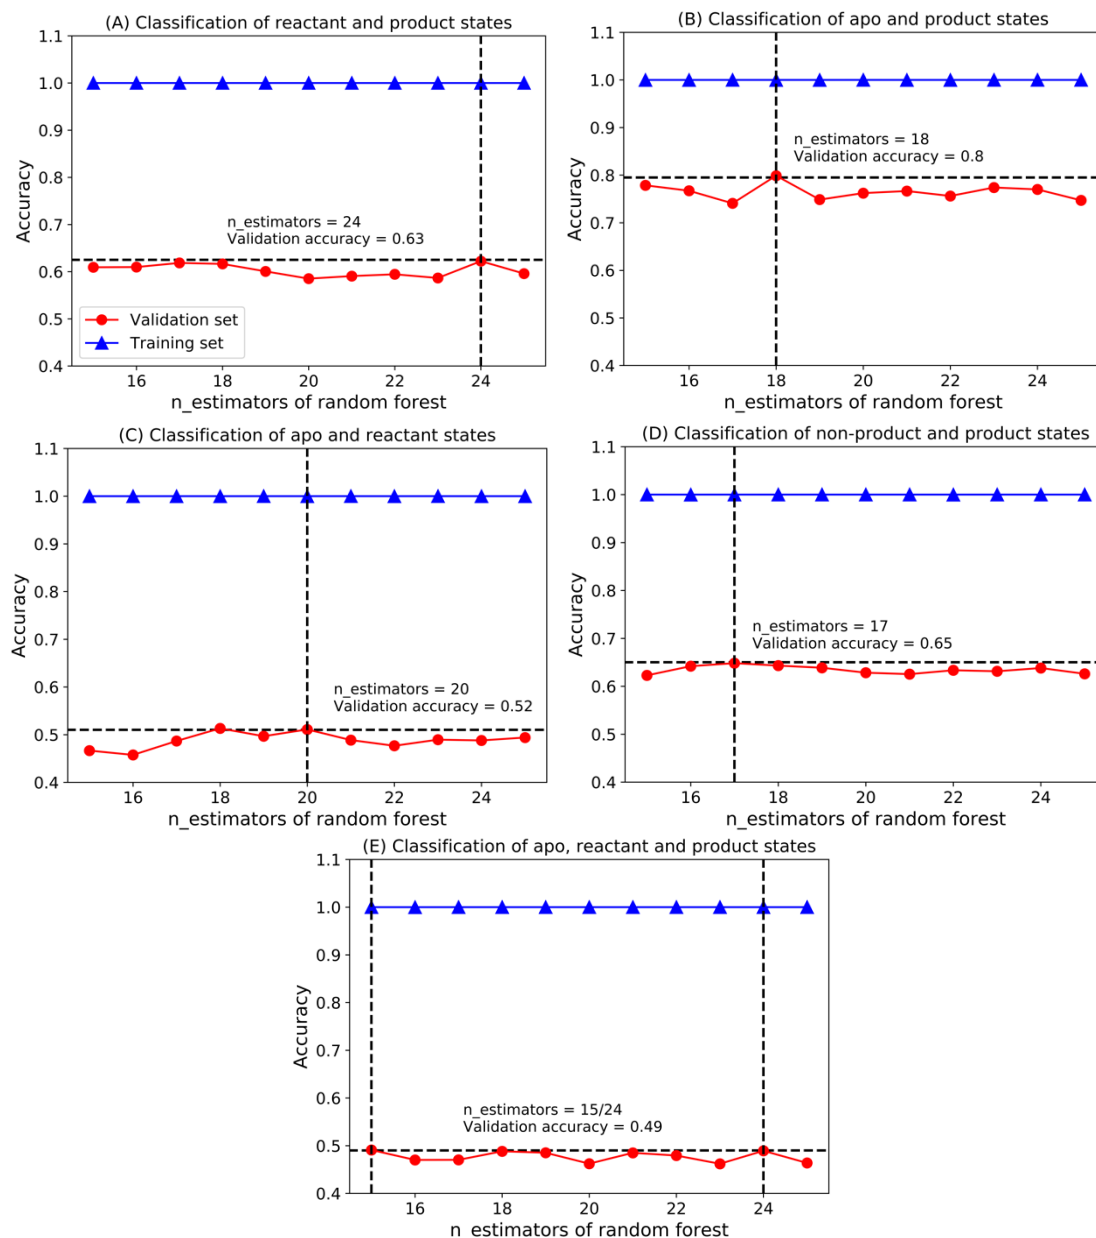 (A) Classification of reactant and product states
1.1
1.0
0.9
0.8
0.7
0.6
0.5
0.4
Accuracy
n_estimators = 24
Validation accuracy = 0.63
Validation set
Training set
16 18 20 22 24
n_estimators of random forest
(B) Classification of apo and product states
1.1
1.0
0.9
0.8
0.7
0.6
0.5
0.4
Accuracy
n_estimators = 18
Validation accuracy = 0.8
16 18 20 22 24
n_estimators of random forest
(C) Classification of apo and reactant states
1.1
1.0
0.9
0.8
0.7
0.6
0.5
0.4
Accuracy
n_estimators = 20
Validation accuracy = 0.52
16 18 20 22 24
n_estimators of random forest
(D) Classification of non-product and product states
1.1
1.0
0.9
0.8
0.7
0.6
0.5
0.4
Accuracy
n_estimators = 17
Validation accuracy = 0.65
16 18 20 22 24
n_estimators of random forest
(E) Classification of apo, reactant and product states
1.1
1.0
0.9
0.8
0.7
0.6
0.5
0.4
Accuracy
n_estimators = 15/24
Validation accuracy = 0.49
16 18 20 22 24
n_estimators of random forest